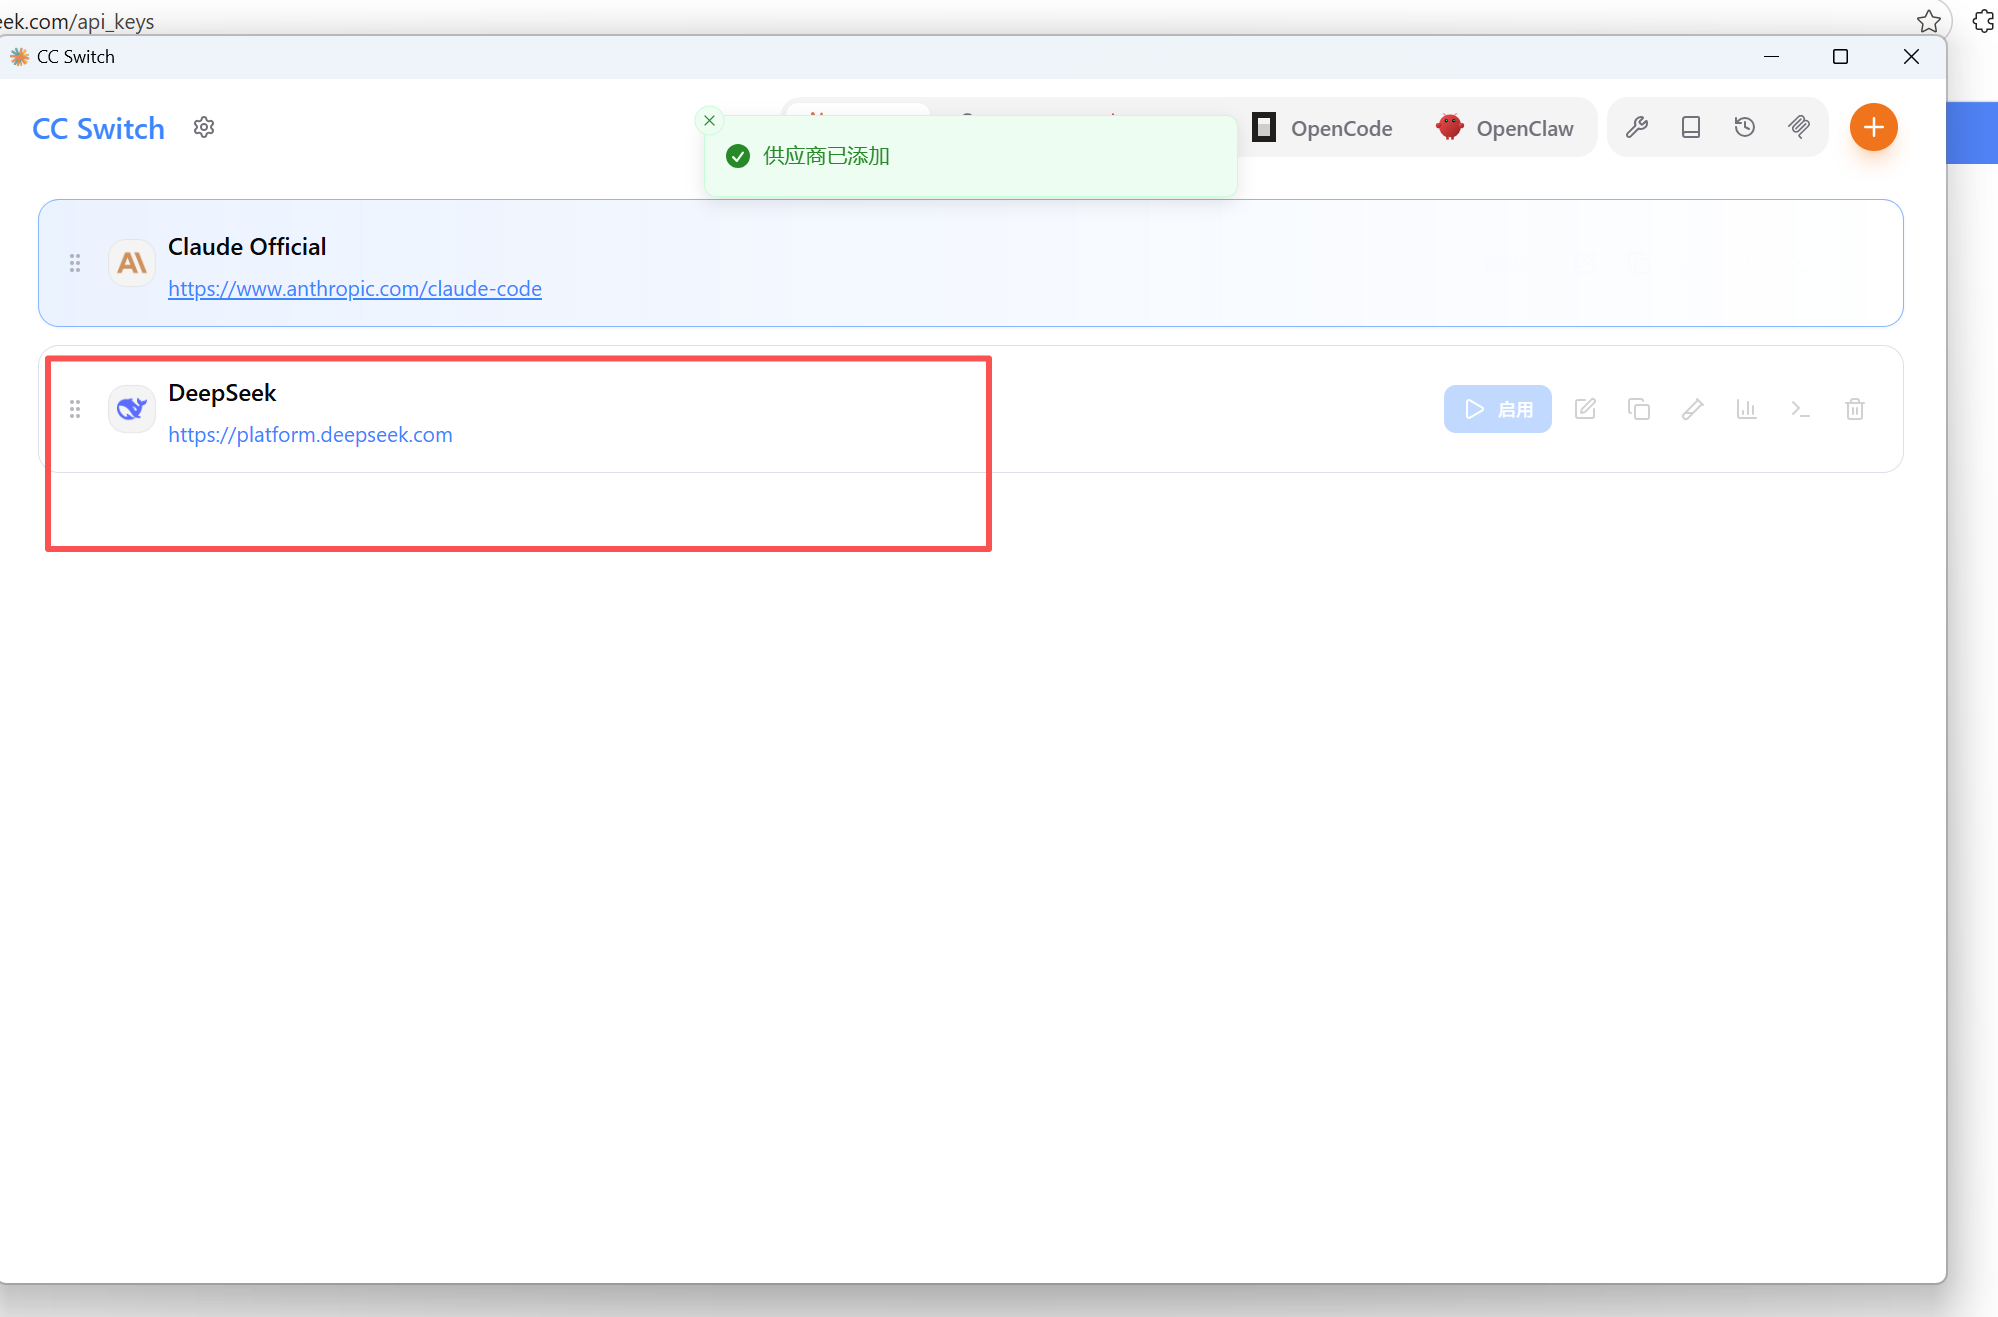 eek.com/api_keys
CC Switch
CC Switch
供应商已添加
OpenCode
OpenClaw
Claude Official
https://www.anthropic.com/claude-code
DeepSeek
https://platform.deepseek.com
启用